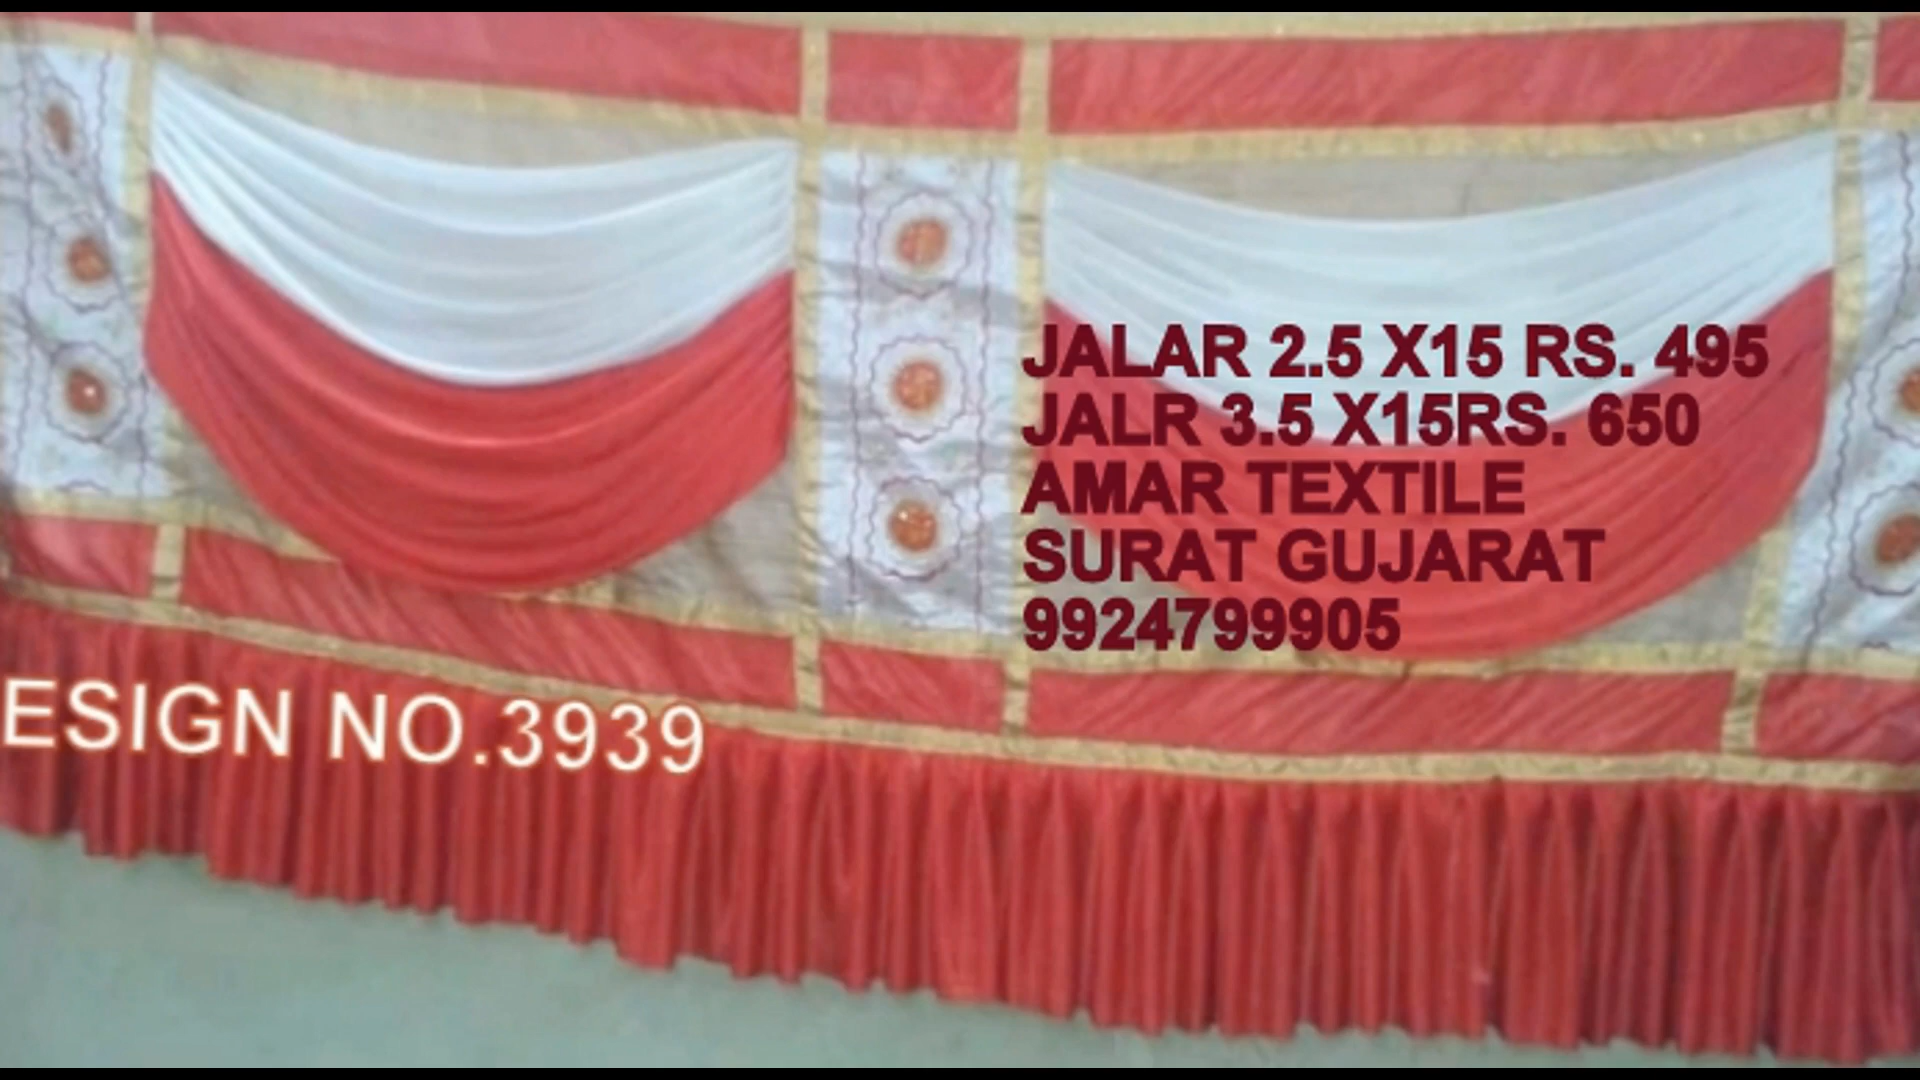 JALAR 2.5 X15 RS. 495
JALR 3.5 X15RS. 650
AMAR TEXTILE
SURAT GUJARAT
9924799905
ESIGN NO.3939